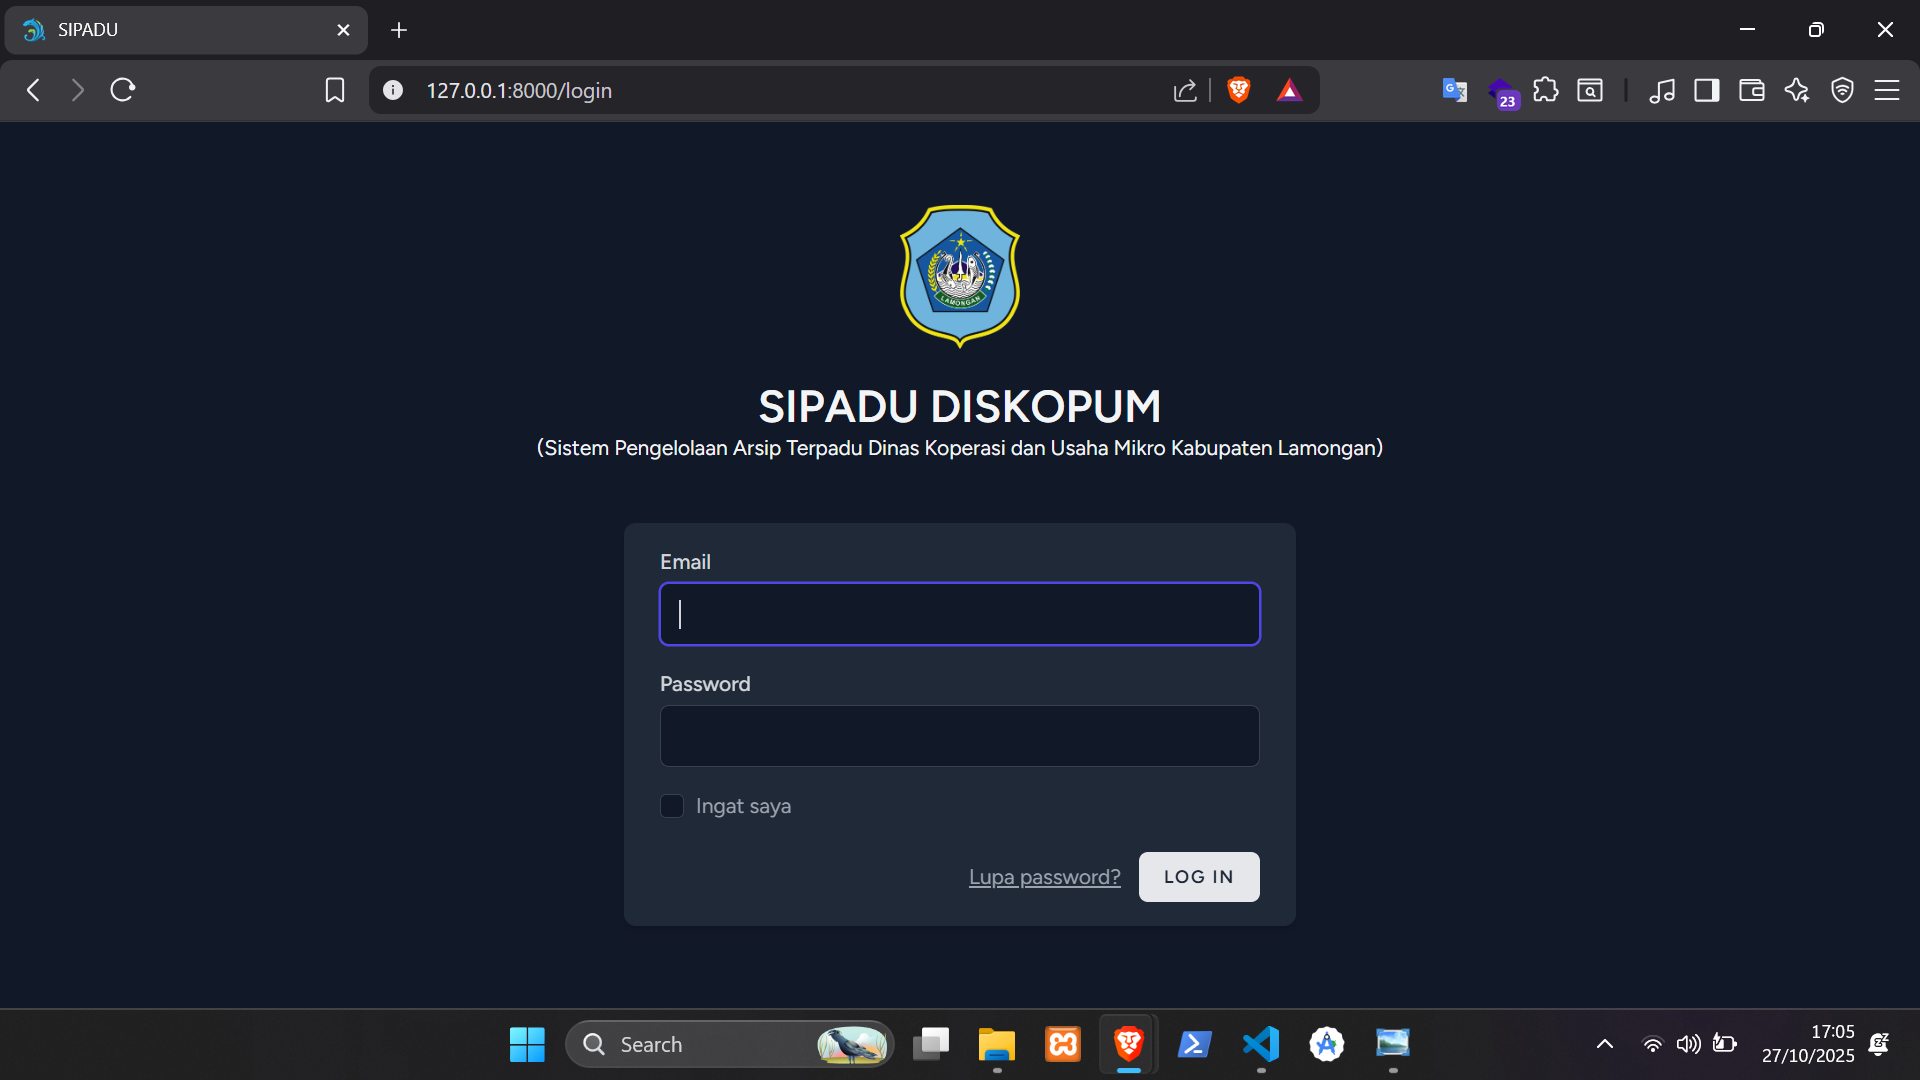 SIPADU
127.0.0.1:8000/login
23
LAMONGAN
SIPADU DISKOPUM
(Sistem Pengelolaan Arsip Terpadu Dinas Koperasi dan Usaha Mikro Kabupaten Lamongan)
Email
Password
Ingat saya
Lupa password?
LOG IN
Search
17:05
27/10/2025